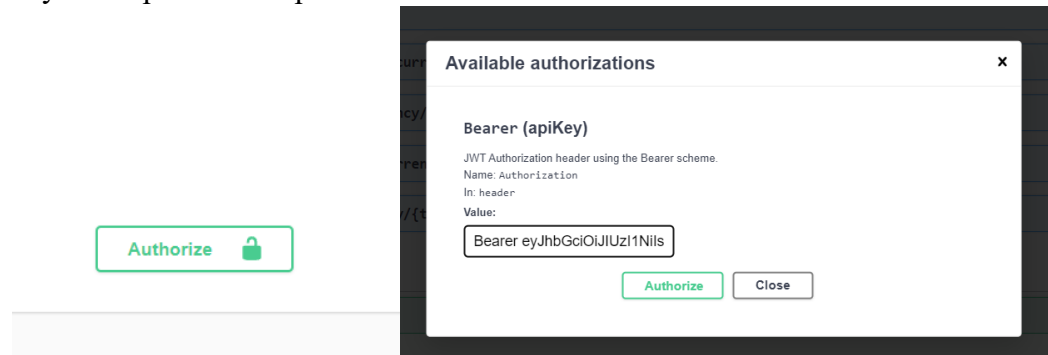 Authorize
Available authorizations
Bearer (apiKey)
JWT Authorization header using the Bearer scheme.
Name: Authorization
In: header
Value:
Bearer eyJhbGciOiJIUzI1NiIs
Authorize
Close